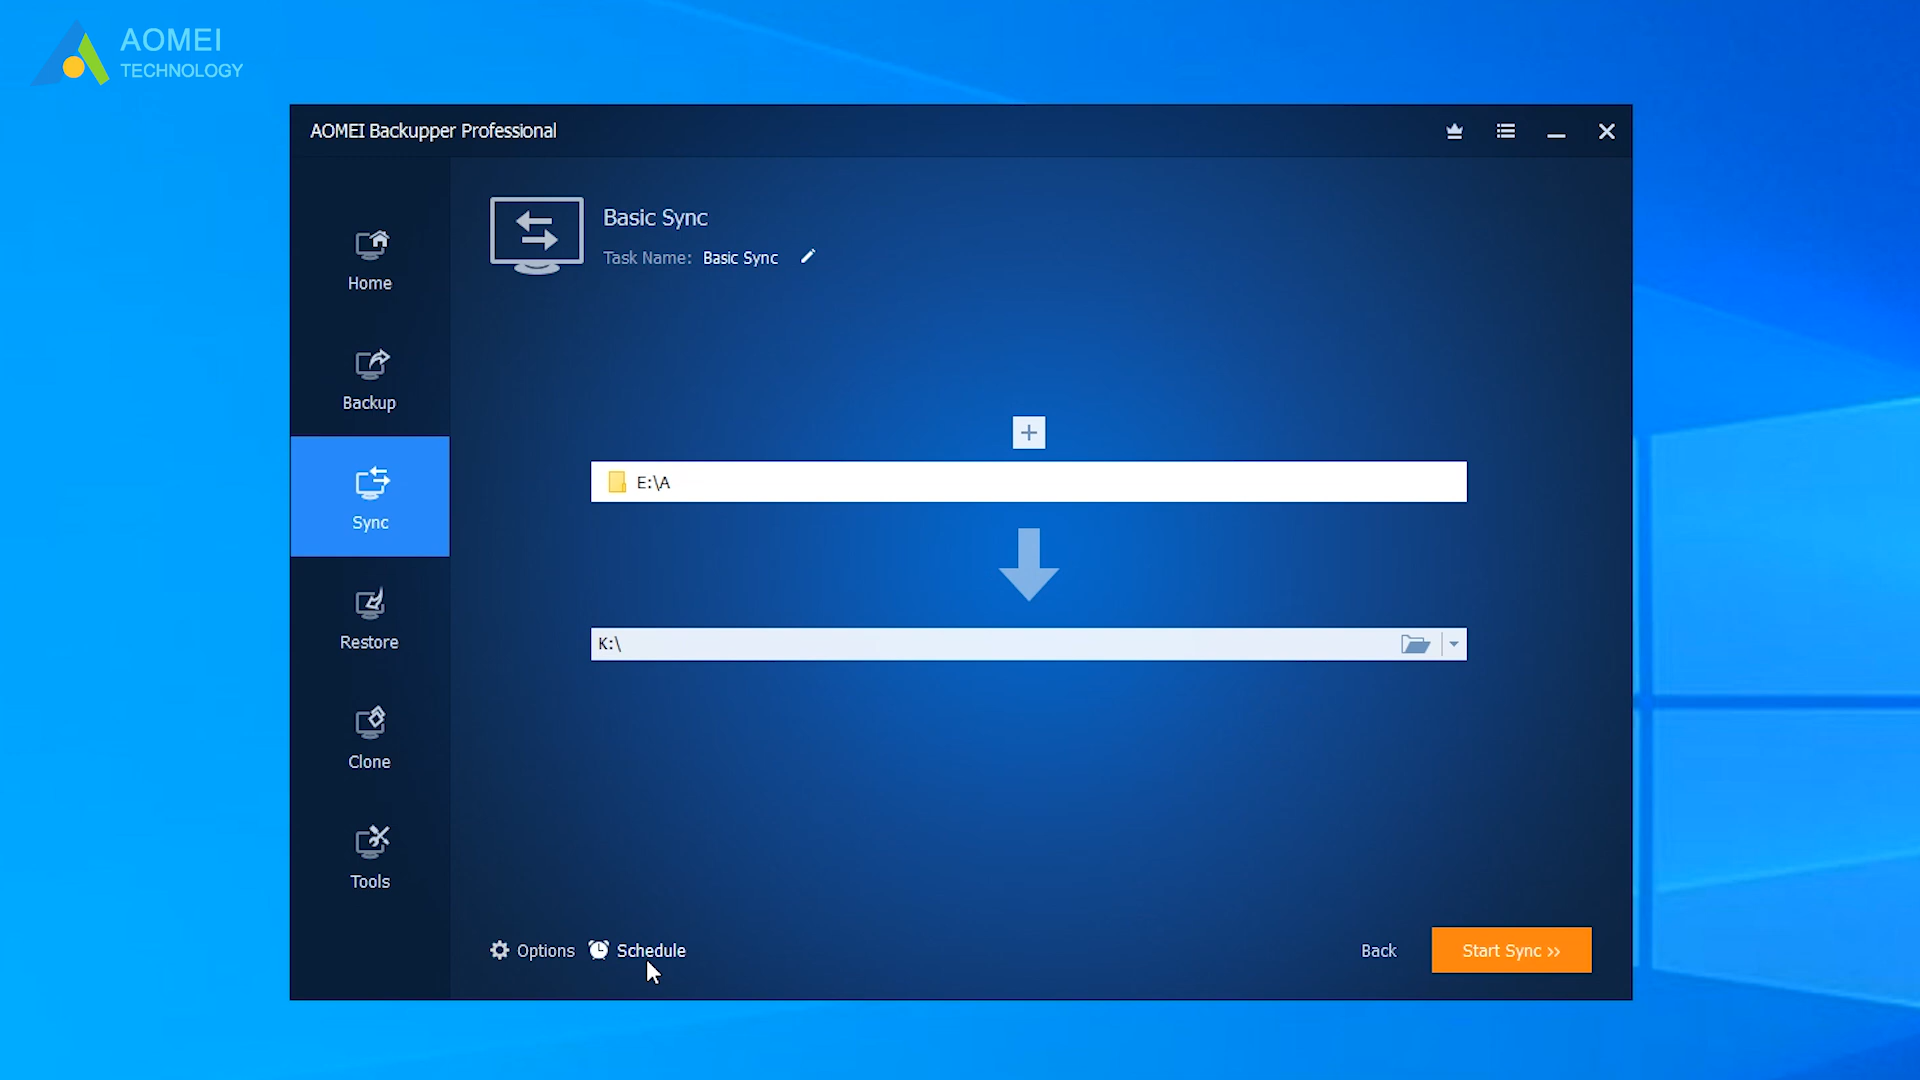 AOMEI
TECHNOLOGY
AOMEI Backupper Professional
Home
Backup
Sync
Restore
Clone
Tools
Basic Sync
Task Name: Basic Sync
E:\A
K:\
Options
Schedule
Back
Start Sync >>